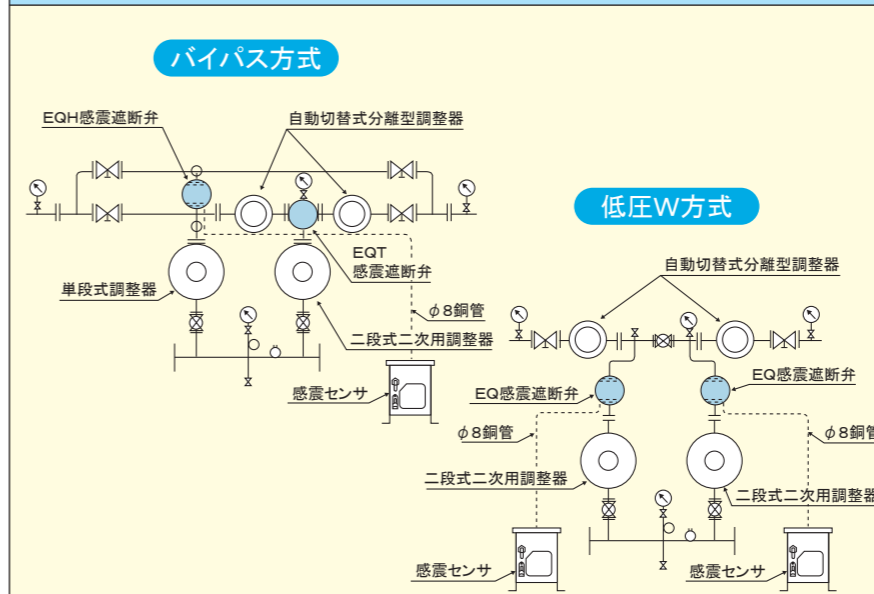 バイパス方式
EQH感震遮断弁
自動切替式分離型調整器
EQT
感震遮断弁
単段式調整器
φ8銅管
二段式二次用調整器
感震センサ
低圧W方式
自動切替式分離型調整器
EQ感震遮断弁
EQ感震遮断弁
φ8銅管
φ8銅管
二段式二次用調整器
二段式二次用調整器
感震センサ
感震センサ